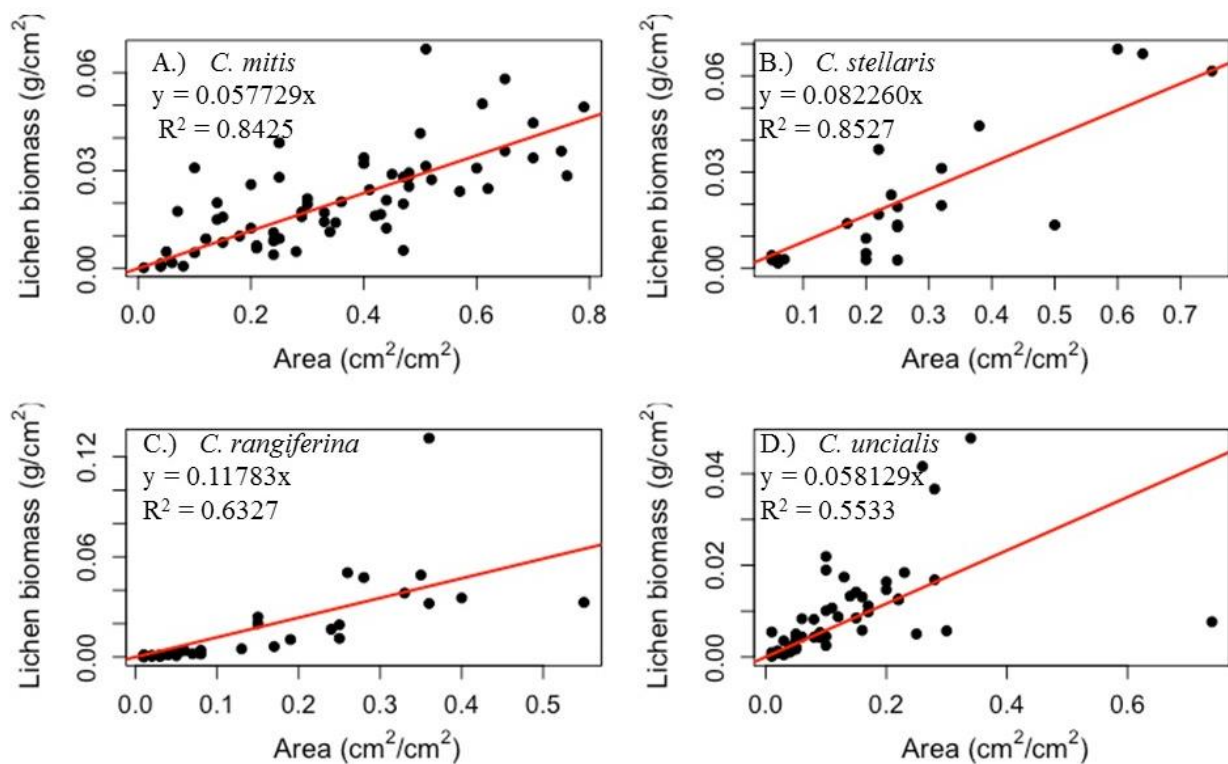 A.) C. mitis
y = 0.057729x
R² = 0.8425
Lichen biomass (g/cm²)
0.00 0.03 0.06
0.0 0.2 0.4 0.6 0.8
Area (cm²/cm²)
B.) C. stellaris
y = 0.082260x
R² = 0.8527
Lichen biomass (g/cm²)
0.00 0.03 0.06
0.1 0.2 0.3 0.4 0.5 0.6 0.7
Area (cm²/cm²)
C.) C. rangiferina
y = 0.11783x
R² = 0.6327
Lichen biomass (g/cm²)
0.00 0.06 0.12
0.0 0.1 0.2 0.3 0.4 0.5
Area (cm²/cm²)
D.) C. uncialis
y = 0.058129x
R² = 0.5533
Lichen biomass (g/cm²)
0.00 0.02 0.04
0.0 0.2 0.4 0.6
Area (cm²/cm²)